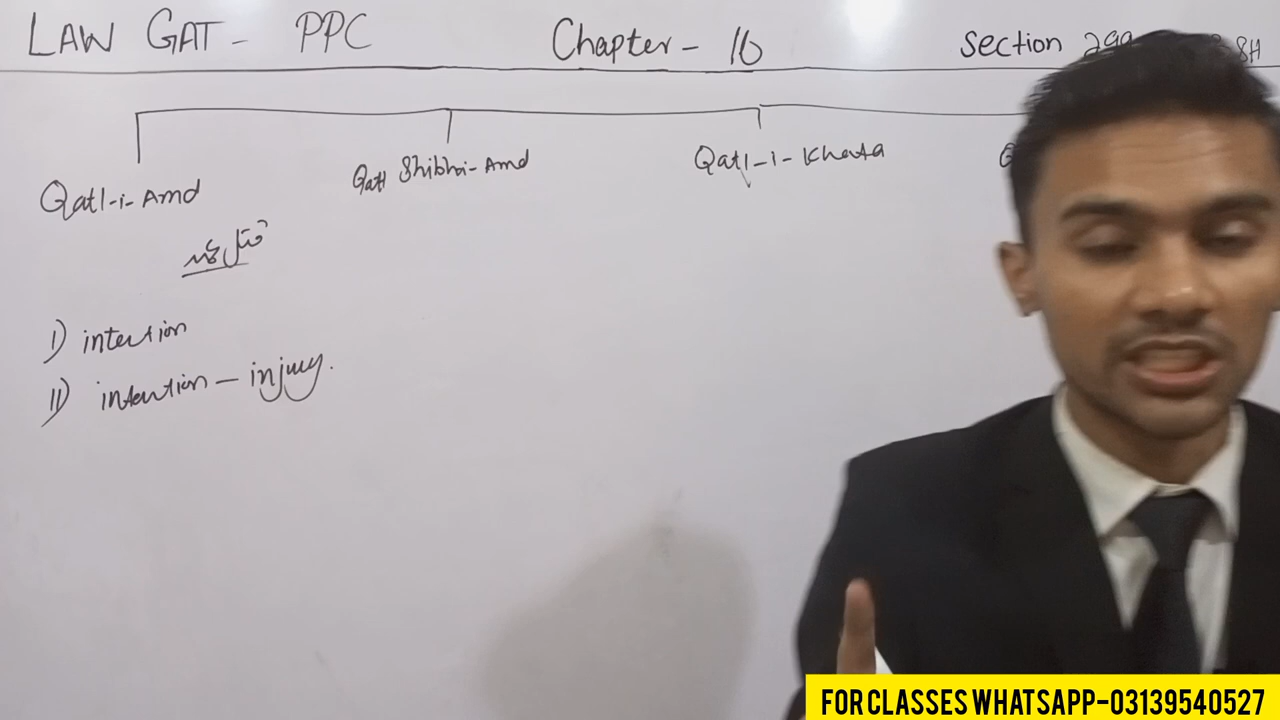 LAW GAT - PPC Chapter - 16 Section 299
Qatl-i-Amd Qatl Shibhi-Amd Qatl-i-Khata
قتل عمد
I) intention
II) intention - injury.
FOR CLASSES WHATSAPP-03139540527